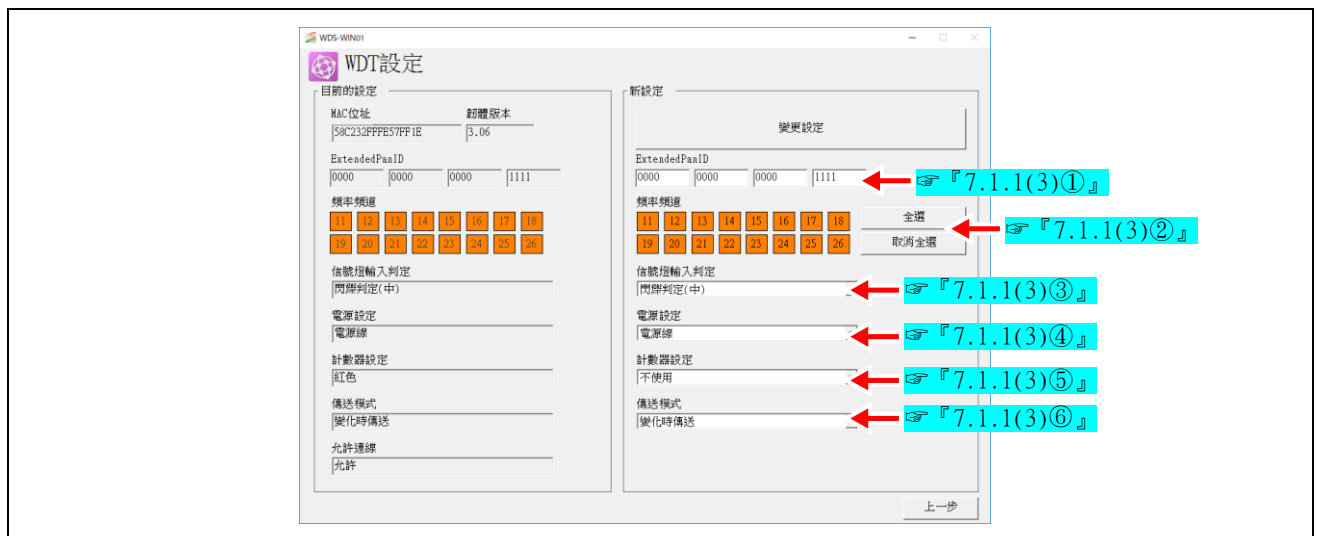 WDS-WIN01
WDT設定
目前的設定
MAC位址 韌體版本
58C232FFFE57FF1E 3.06
ExtendedPanID
0000 0000 0000 1111
頻率頻道
11 12 13 14 15 16 17 18
19 20 21 22 23 24 25 26
信號燈輸入判定
閃爍判定(中)
電源設定
電源線
計數器設定
紅色
傳送模式
變化時傳送
允許連線
允許
新設定
變更設定
ExtendedPanID
0000 0000 0000 1111
☞『7.1.1(3)①』
頻率頻道
11 12 13 14 15 16 17 18
全選
19 20 21 22 23 24 25 26
取消全選
☞『7.1.1(3)②』
信號燈輸入判定
閃爍判定(中)
☞『7.1.1(3)③』
電源設定
電源線
☞『7.1.1(3)④』
計數器設定
不使用
☞『7.1.1(3)⑤』
傳送模式
變化時傳送
☞『7.1.1(3)⑥』
上一步